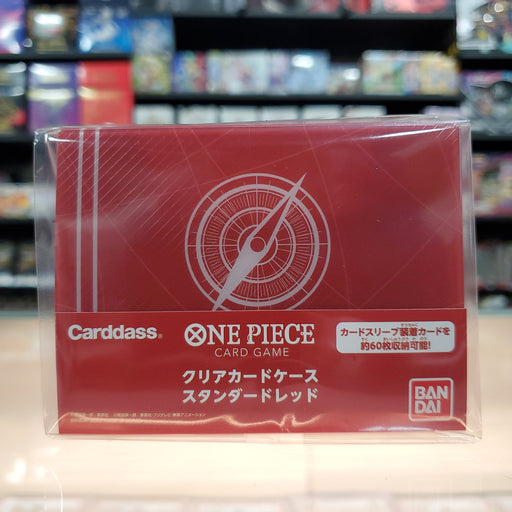 Carddass®
ONE PIECE
CARD GAME
クリアカードケース
スタンダードレッド
カードスリーブ装着カードを
約60枚収納可能!
BAN
DAI